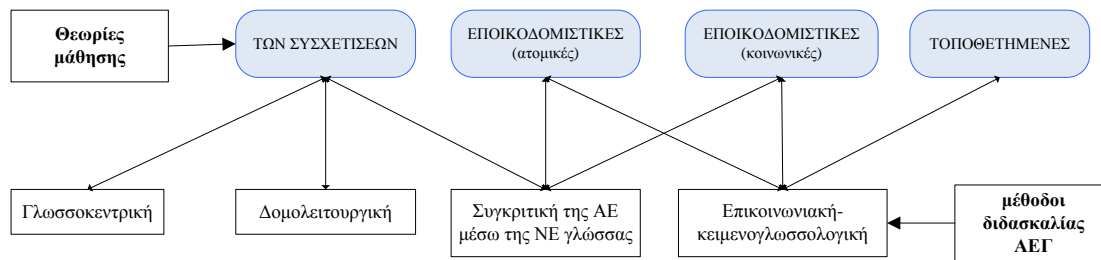 Θεωρίες
μάθησης
ΤΩΝ ΣΥΣΧΕΤΙΣΕΩΝ
ΕΠΟΙΚΟΔΟΜΙΣΤΙΚΕΣ
(ατομικές)
ΕΠΟΙΚΟΔΟΜΙΣΤΙΚΕΣ
(κοινωνικές)
ΤΟΠΟΘΕΤΗΜΕΝΕΣ
Γλωσσοκεντρική
Δομολειτουργική
Συγκριτική της ΑΕ
μέσω της ΝΕ γλώσσας
Επικοινωνιακή-
κειμενογλωσσολογική
μέθοδοι
διδασκαλίας
ΑΕΓ